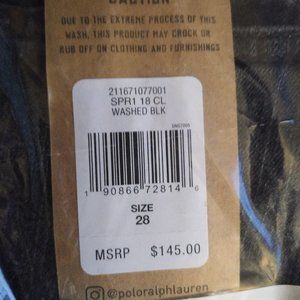 CAUTION
DUE TO THE EXTREME PROCESS OF THIS
WASH, THIS PRODUCT MAY CROCK OR
RUB OFF ON CLOTHING AND FURNISHINGS
211671077001
SPR1 18 CL
WASHED BLK
1 90866 72814 6
SIZE
28
MSRP $145.00
@poloralphlauren